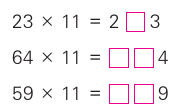 23 × 11 = 2 □ 3
64 × 11 = □ □ 4
59 × 11 = □ □ 9